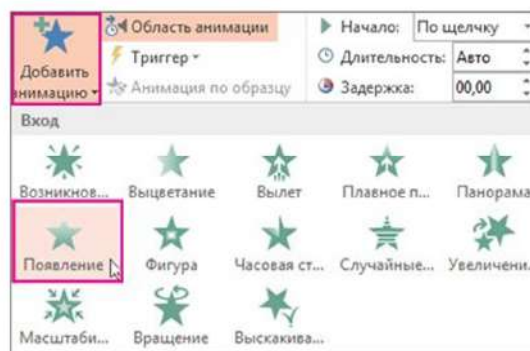 Добавить анимацию
Область анимации
Триггер
Анимация по образцу
Начало: По щелчку
Длительность: Авто
Задержка: 00,00
Вход
Возникнов... Выцветание Вылет Плавное п... Панорама
Появление Фигура Часовая ст... Случайные... Увеличени...
Масштаби... Вращение Выскакива...